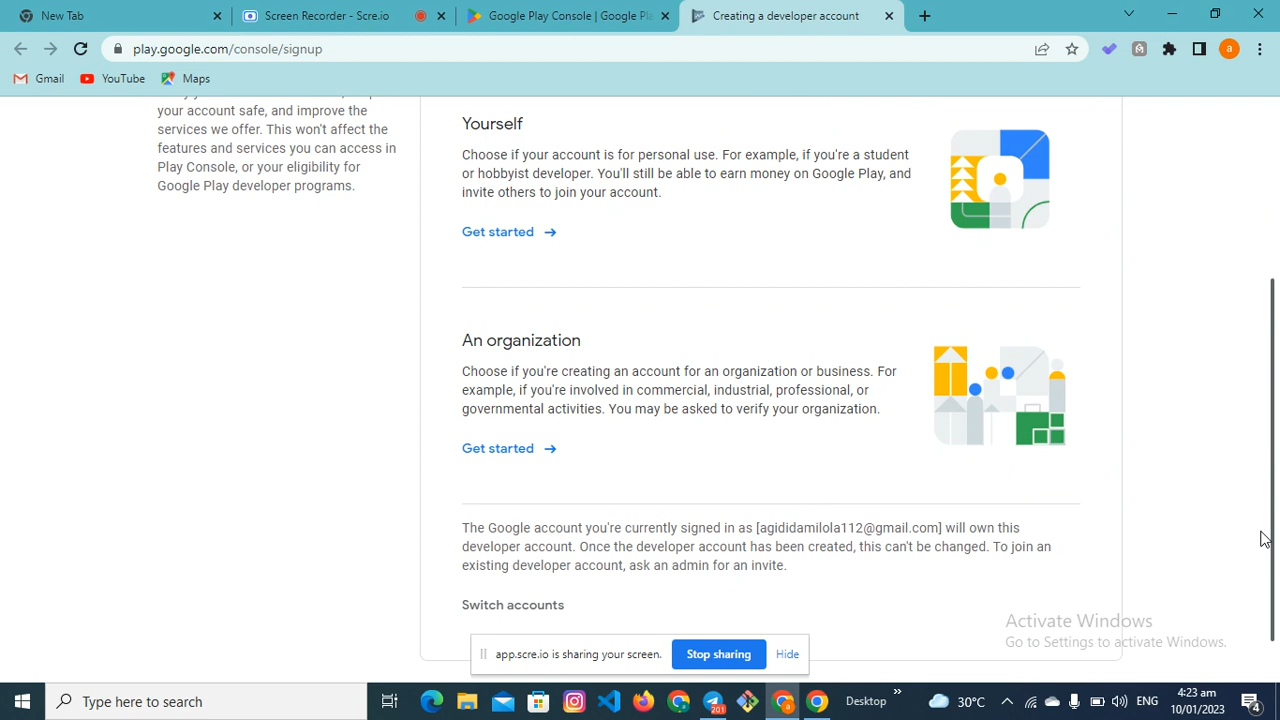 New Tab
Screen Recorder - Scre.io
Google Play Console | Google Pla
Creating a developer account
play.google.com/console/signup
a
Gmail
YouTube
Maps
your account safe, and improve the
services we offer. This won't affect the
features and services you can access in
Play Console, or your eligibility for
Google Play developer programs.
Yourself
Choose if your account is for personal use. For example, if you're a student
or hobbyist developer. You'll still be able to earn money on Google Play, and
invite others to join your account.
Get started →
An organization
Choose if you're creating an account for an organization or business. For
example, if you're involved in commercial, industrial, professional, or
governmental activities. You may be asked to verify your organization.
Get started →
The Google account you're currently signed in as [agididamilola112@gmail.com] will own this
developer account. Once the developer account has been created, this can't be changed. To join an
existing developer account, ask an admin for an invite.
Switch accounts
Activate Windows
Go to Settings to activate Windows.
app.scre.io is sharing your screen.
Stop sharing
Hide
Type here to search
201
Desktop
30°C
ENG
4:23 am
10/01/2023
4